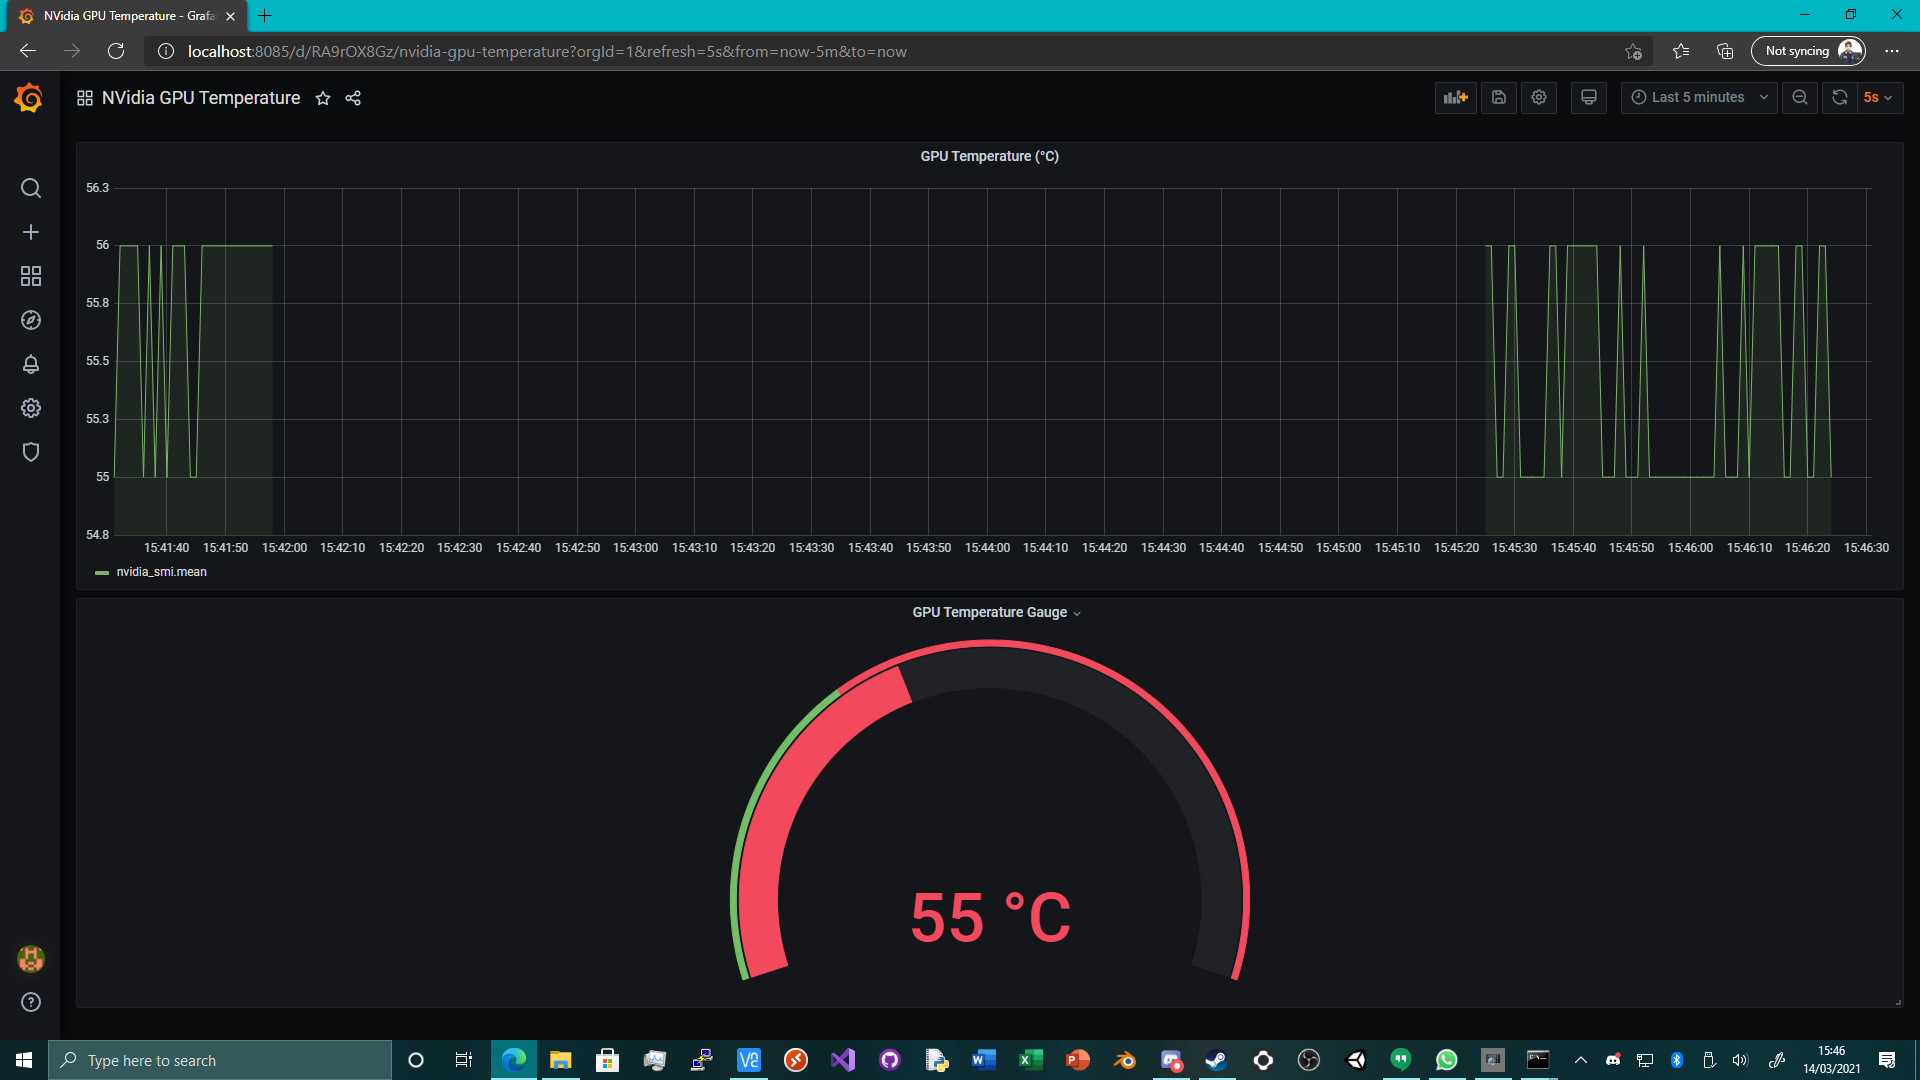 NVidia GPU Temperature - Grafa
localhost:8085/d/RA9rOX8Gz/nvidia-gpu-temperature?orgId=1&refresh=5s&from=now-5m&to=now
Not syncing
NVidia GPU Temperature
Last 5 minutes
5s
GPU Temperature (°C)
56.3
56
55.8
55.5
55.3
55
54.8
15:41:40 15:41:50 15:42:00 15:42:10 15:42:20 15:42:30 15:42:40 15:42:50 15:43:00 15:43:10 15:43:20 15:43:30 15:43:40 15:43:50 15:44:00 15:44:10 15:44:20 15:44:30 15:44:40 15:44:50 15:45:00 15:45:10 15:45:20 15:45:30 15:45:40 15:45:50 15:46:00 15:46:10 15:46:20 15:46:30
nvidia_smi.mean
GPU Temperature Gauge
55 °C
Type here to search
15:46
14/03/2021